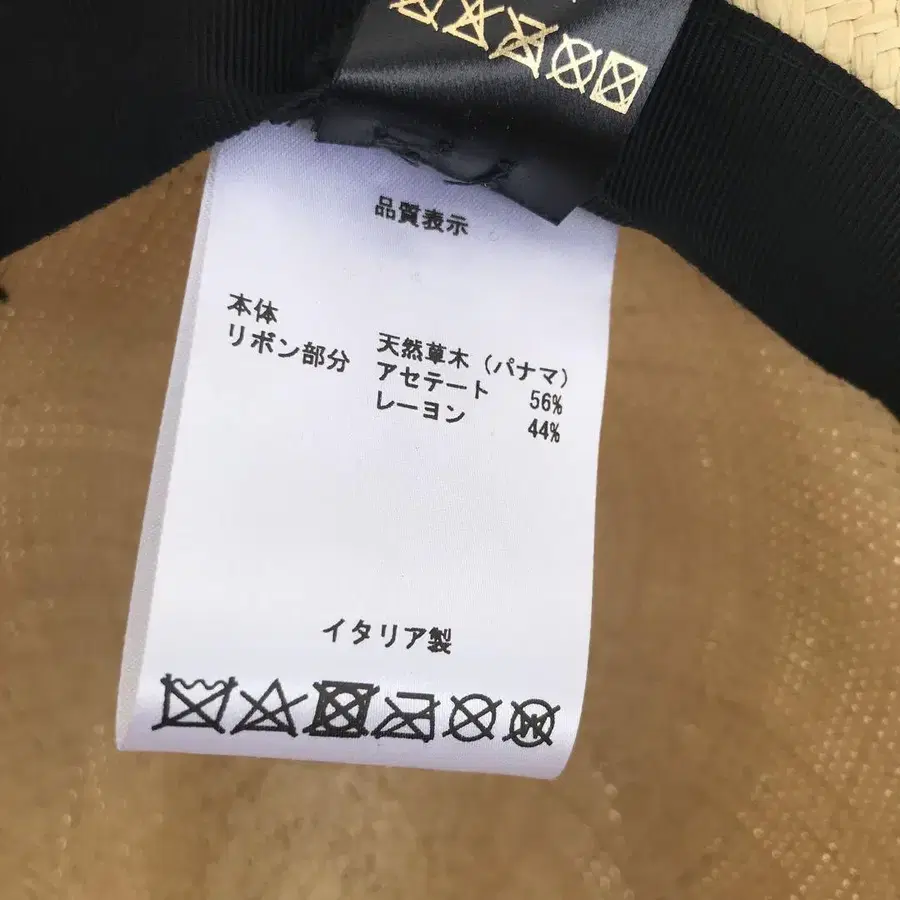 品質表示
本体 天然草木（パナマ）
リボン部分 アセテート 56%
レーヨン 44%
イタリア製
W